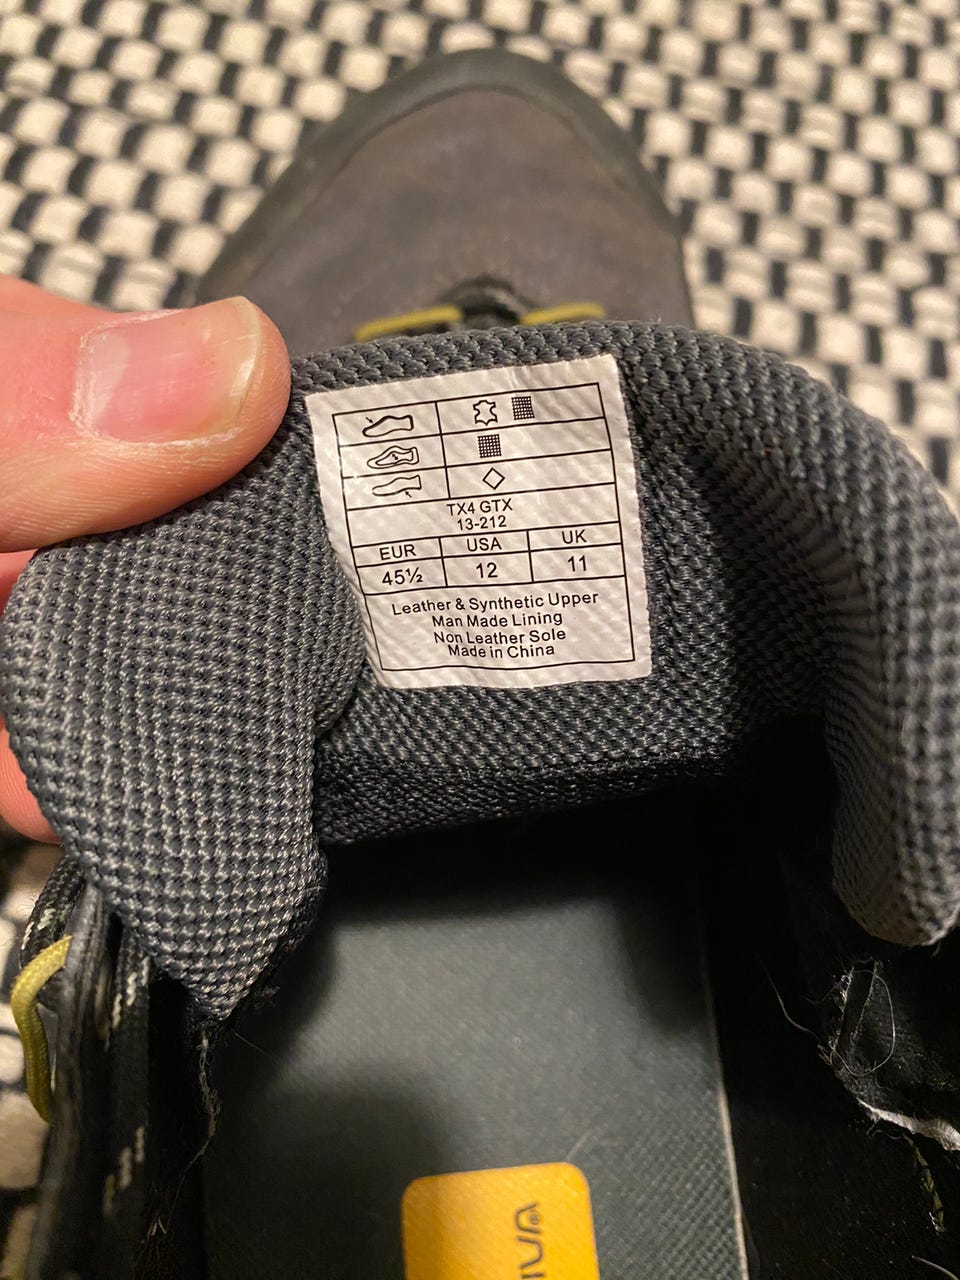 TX4 GTX
13-212
EUR USA UK
45½ 12 11
Leather & Synthetic Upper
Man Made Lining
Non Leather Sole
Made in China